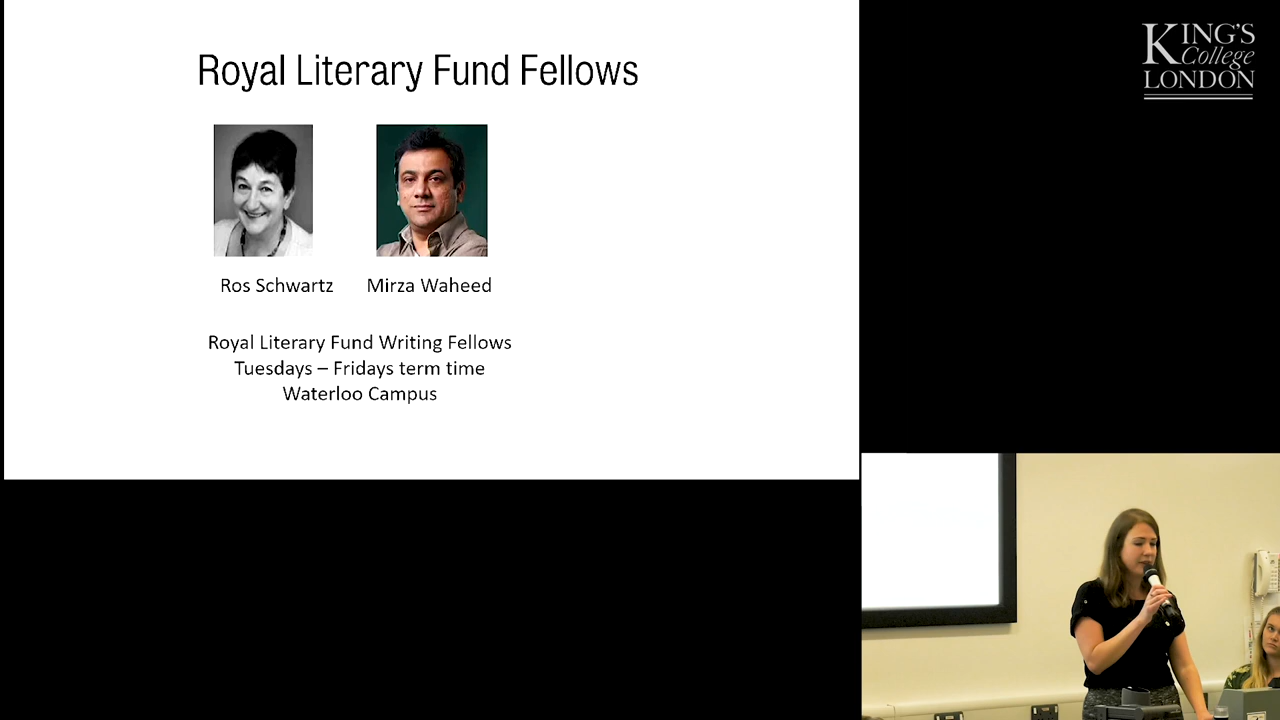 Royal Literary Fund Fellows
Ros Schwartz
Mirza Waheed
Royal Literary Fund Writing Fellows
Tuesdays – Fridays term time
Waterloo Campus
KING'S
College
LONDON